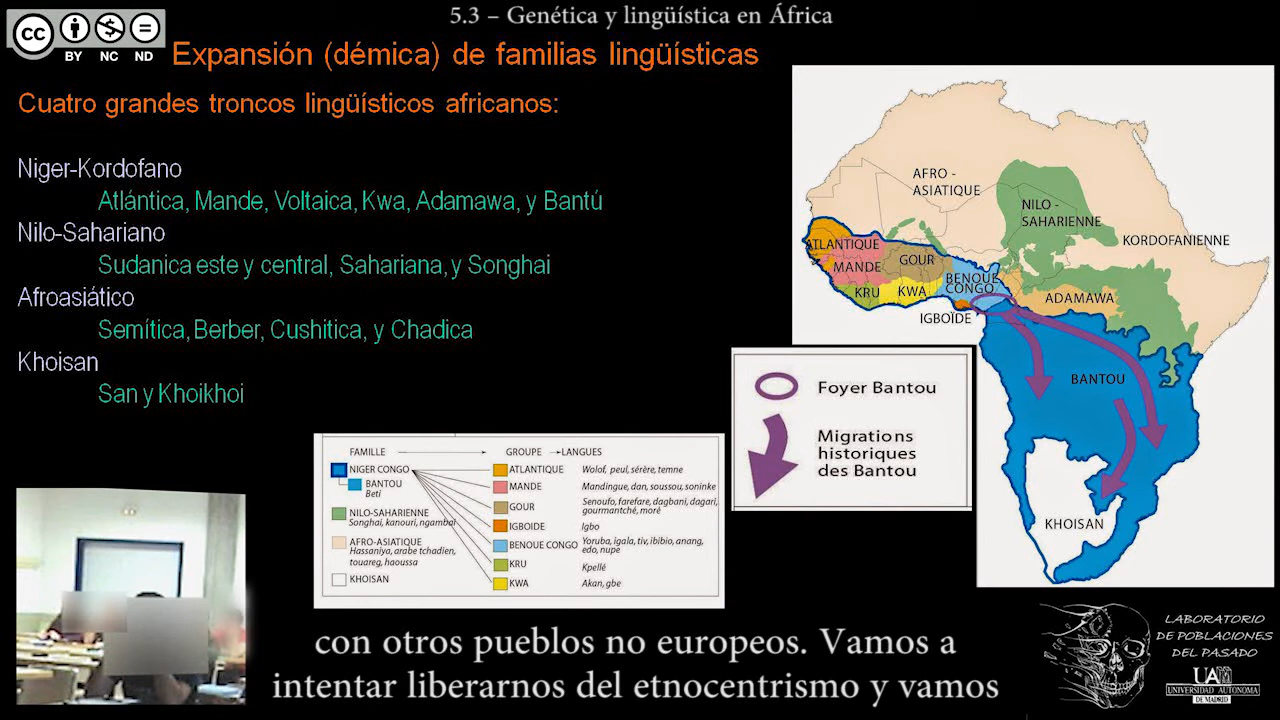 5.3 – Genética y lingüística en África
cc
BY NC ND
Expansión (démica) de familias lingüísticas
Cuatro grandes troncos lingüísticos africanos:
Niger-Kordofano
Atlántica, Mande, Voltaica, Kwa, Adamawa, y Bantú
Nilo-Sahariano
Sudanica este y central, Sahariana, y Songhai
Afroasiático
Semítica, Berber, Cushitica, y Chadica
Khoisan
San y Khoikhoi
AFRO -
ASIATIQUE
NILO -
SAHARIENNE
KORDOFANIENNE
ATLANTIQUE
MANDE
GOUR
KRU
KWA
BENOUE
CONGO
IGBOÏDE
ADAMAWA
BANTOU
KHOISAN
Foyer Bantou
Migrations
historiques
des Bantou
FAMILLE GROUPE LANGUES
NIGER CONGO
BANTOU
Beti
NILO-SAHARIENNE
Songhai, kanouri, ngambai
AFRO-ASIATIQUE
Hassaniya, arabe tchadien,
touareg, haoussa
KHOISAN
ATLANTIQUE Wolof, peul, sérère, temne
MANDE Mandingue, dan, soussou, soninke
GOUR Senoufo, farefare, dagbani, dagari,
gourmantché, moré
IGBOIDE Igbo
BENOUE CONGO Yoruba, igala, tiv, ibibio, anang,
edo, nupe
KRU Kpellé
KWA Akan, gbe
con otros pueblos no europeos. Vamos a
intentar liberarnos del etnocentrismo y vamos
LABORATORIO
DE POBLACIONES
DEL PASADO
UAM
UNIVERSIDAD AUTONOMA
DE MADRID